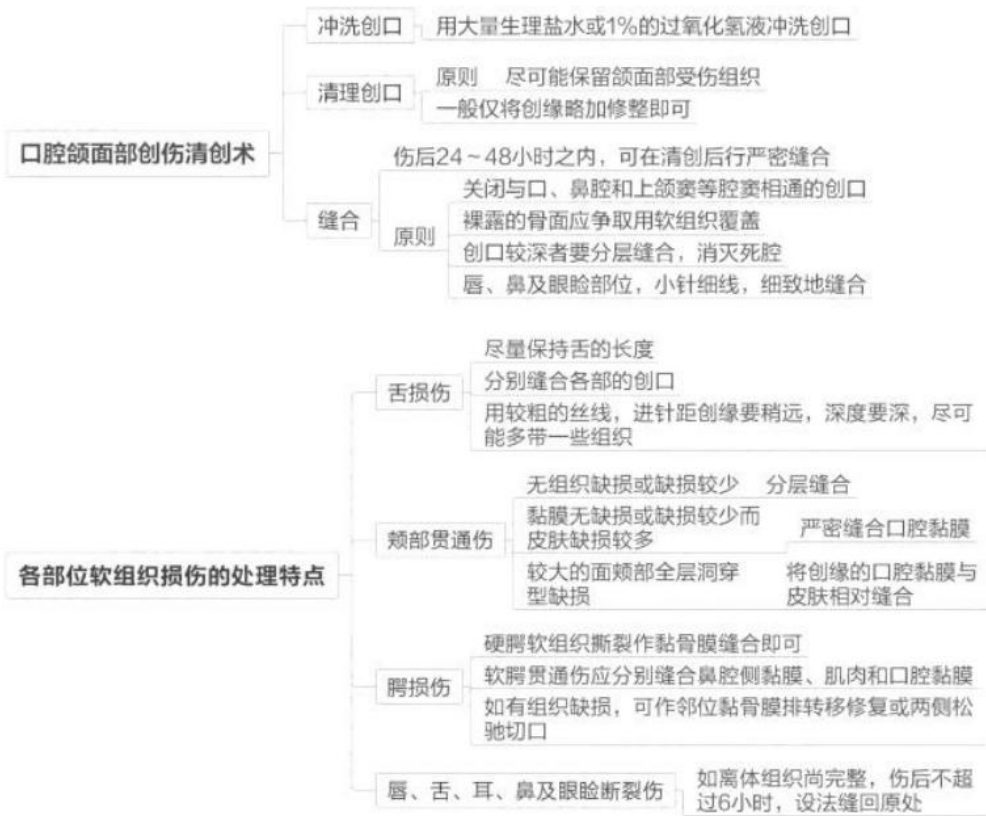 口腔颌面部创伤清创术
冲洗创口
用大量生理盐水或1%的过氧化氢液冲洗创口
清理创口
原则 尽可能保留颌面部受伤组织
一般仅将创缘略加修整即可
缝合
伤后24～48小时之内，可在清创后行严密缝合
原则
关闭与口、鼻腔和上颌窦等腔窦相通的创口
裸露的骨面应争取用软组织覆盖
创口较深者要分层缝合，消灭死腔
唇、鼻及眼睑部位，小针细线，细致地缝合
各部位软组织损伤的处理特点
舌损伤
尽量保持舌的长度
分别缝合各部的创口
用较粗的丝线，进针距创缘要稍远，深度要深，尽可
能多带一些组织
颊部贯通伤
无组织缺损或缺损较少 分层缝合
黏膜无缺损或缺损较少而
皮肤缺损较多
严密缝合口腔黏膜
较大的面颊部全层洞穿
型缺损
将创缘的口腔黏膜与
皮肤相对缝合
腭损伤
硬腭软组织撕裂作黏骨膜缝合即可
软腭贯通伤应分别缝合鼻腔侧黏膜、肌肉和口腔黏膜
如有组织缺损，可作邻位黏骨膜排转移修复或两侧松
驰切口
唇、舌、耳、鼻及眼睑断裂伤
如离体组织尚完整，伤后不超
过6小时，设法缝回原处